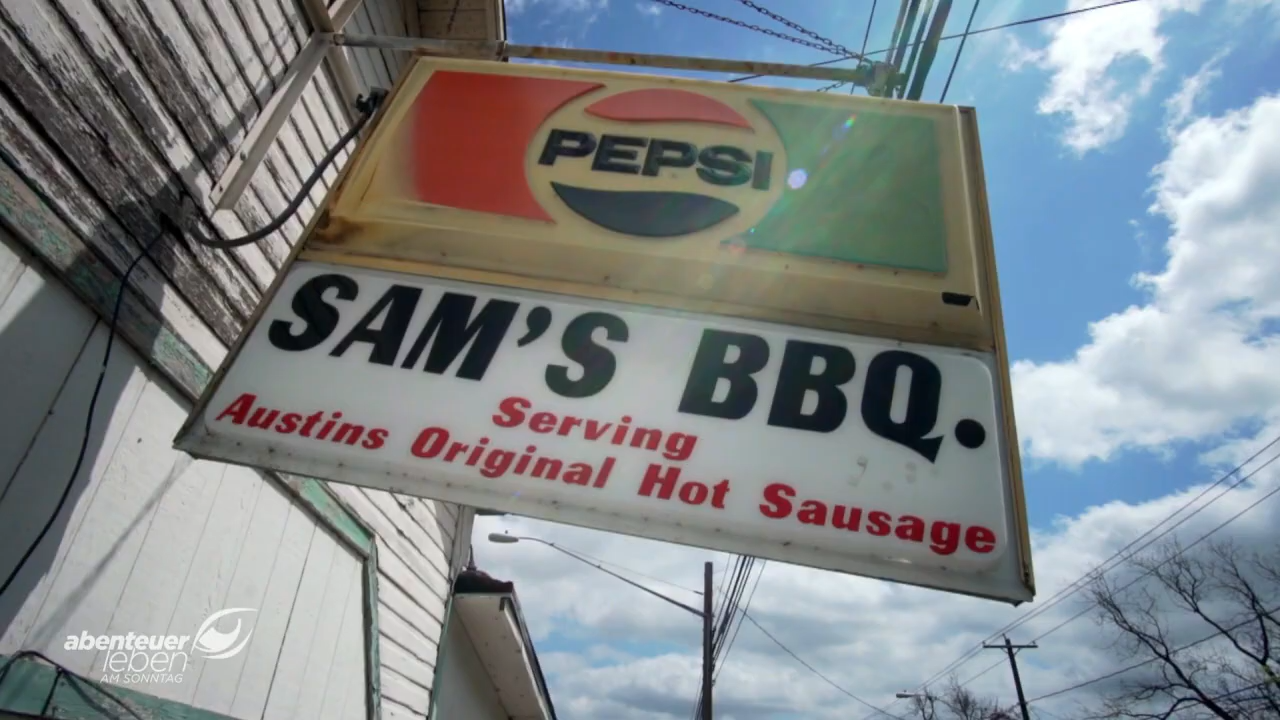 PEPSI
SAM'S BBQ.
Serving
Austins Original Hot Sausage
abenteuer
leben
AM SONNTAG